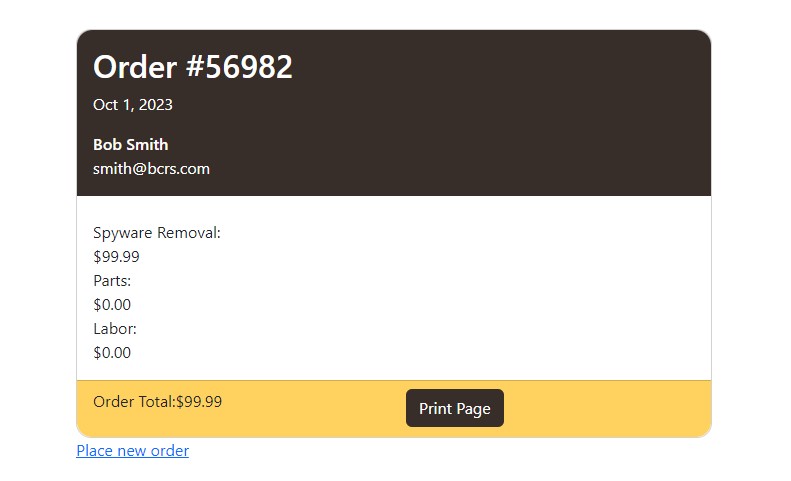 Order #56982
Oct 1, 2023
Bob Smith
smith@bcrs.com
Spyware Removal:
$99.99
Parts:
$0.00
Labor:
$0.00
Order Total:$99.99
Print Page
Place new order